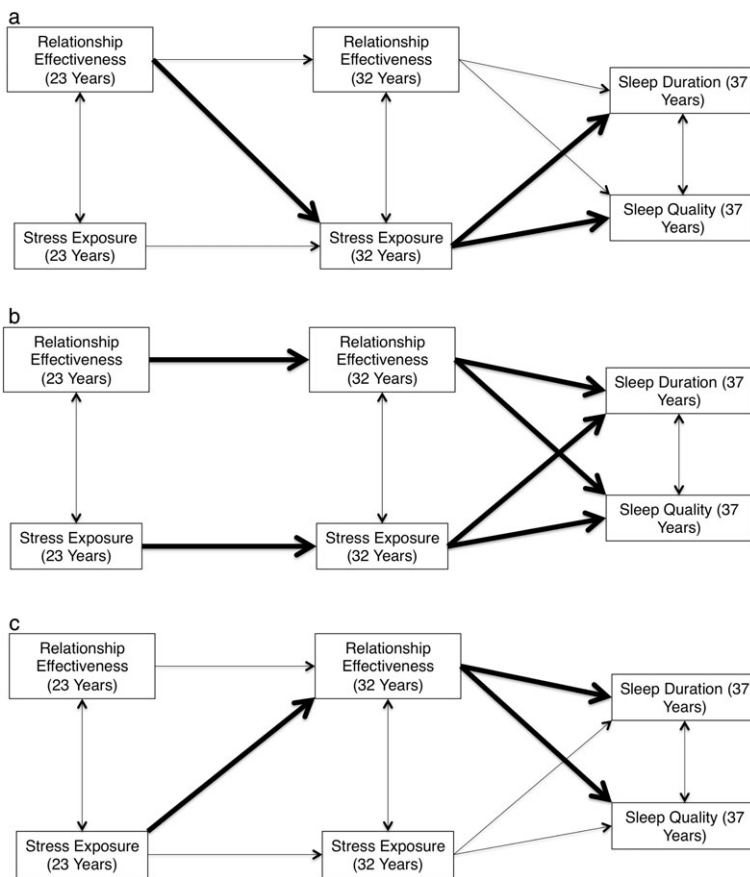 a
Relationship
Effectiveness
(23 Years)
Relationship
Effectiveness
(32 Years)
Sleep Duration (37
Years)
Stress Exposure
(23 Years)
Stress Exposure
(32 Years)
Sleep Quality (37
Years)
b
Relationship
Effectiveness
(23 Years)
Relationship
Effectiveness
(32 Years)
Sleep Duration (37
Years)
Stress Exposure
(23 Years)
Stress Exposure
(32 Years)
Sleep Quality (37
Years)
c
Relationship
Effectiveness
(23 Years)
Relationship
Effectiveness
(32 Years)
Sleep Duration (37
Years)
Stress Exposure
(23 Years)
Stress Exposure
(32 Years)
Sleep Quality (37
Years)